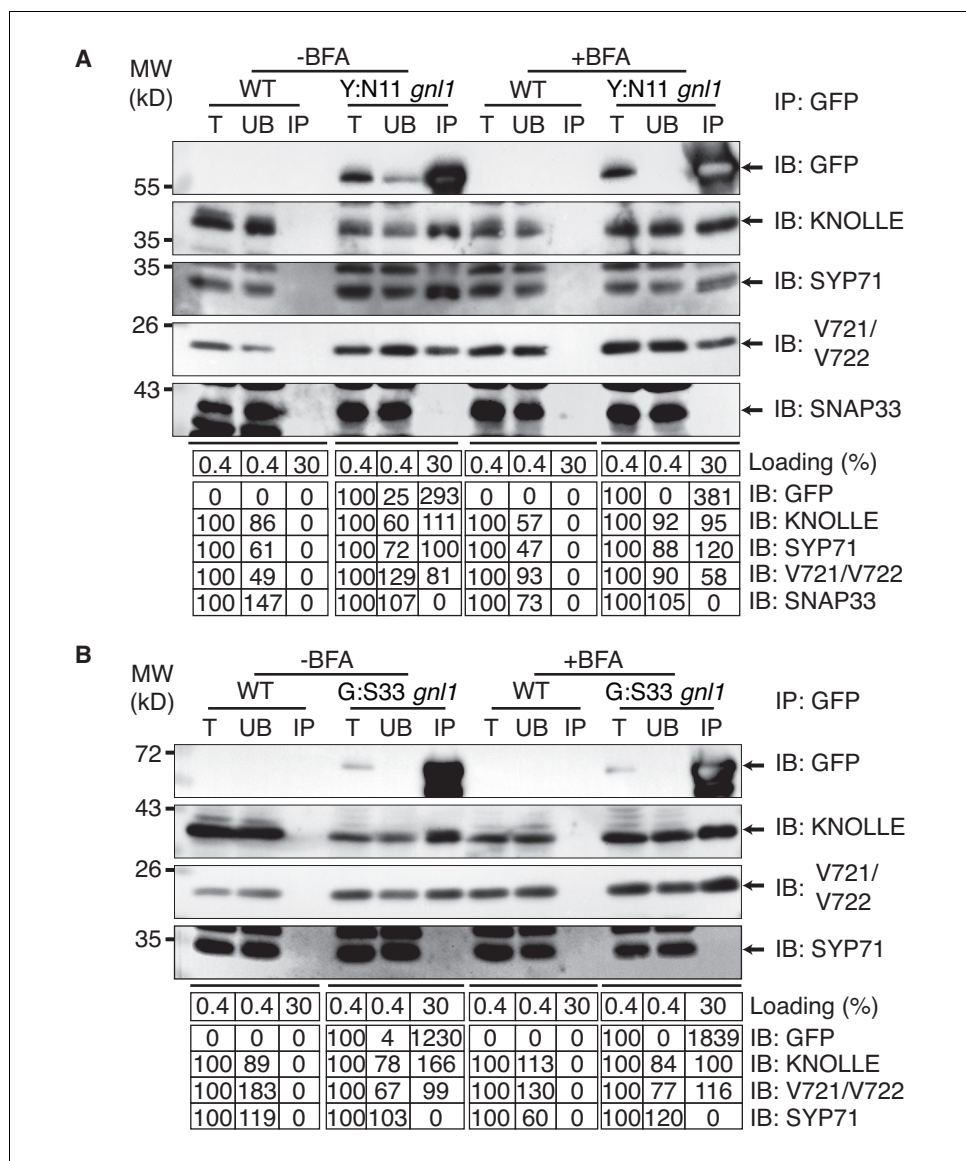 A
-BFA +BFA
MW (kD)
WT Y:N11 gnl1 WT Y:N11 gnl1
IP: GFP
T UB IP T UB IP T UB IP T UB IP
55
IB: GFP
35
IB: KNOLLE
35
IB: SYP71
26
IB: V721/V722
43
IB: SNAP33
0.4 0.4 30 0.4 0.4 30 0.4 0.4 30 0.4 0.4 30 Loading (%)
0 0 0 100 25 293 0 0 0 100 0 381 IB: GFP
100 86 0 100 60 111 100 57 0 100 92 95 IB: KNOLLE
100 61 0 100 72 100 100 47 0 100 88 120 IB: SYP71
100 49 0 100 129 81 100 93 0 100 90 58 IB: V721/V722
100 147 0 100 107 0 100 73 0 100 105 0 IB: SNAP33
B
-BFA +BFA
MW (kD)
WT G:S33 gnl1 WT G:S33 gnl1
IP: GFP
T UB IP T UB IP T UB IP T UB IP
72
IB: GFP
43
IB: KNOLLE
26
IB: V721/V722
35
IB: SYP71
0.4 0.4 30 0.4 0.4 30 0.4 0.4 30 0.4 0.4 30 Loading (%)
0 0 0 100 4 1230 0 0 0 100 0 1839 IB: GFP
100 89 0 100 78 166 100 113 0 100 84 100 IB: KNOLLE
100 183 0 100 67 99 100 130 0 100 77 116 IB: V721/V722
100 119 0 100 103 0 100 60 0 100 120 0 IB: SYP71